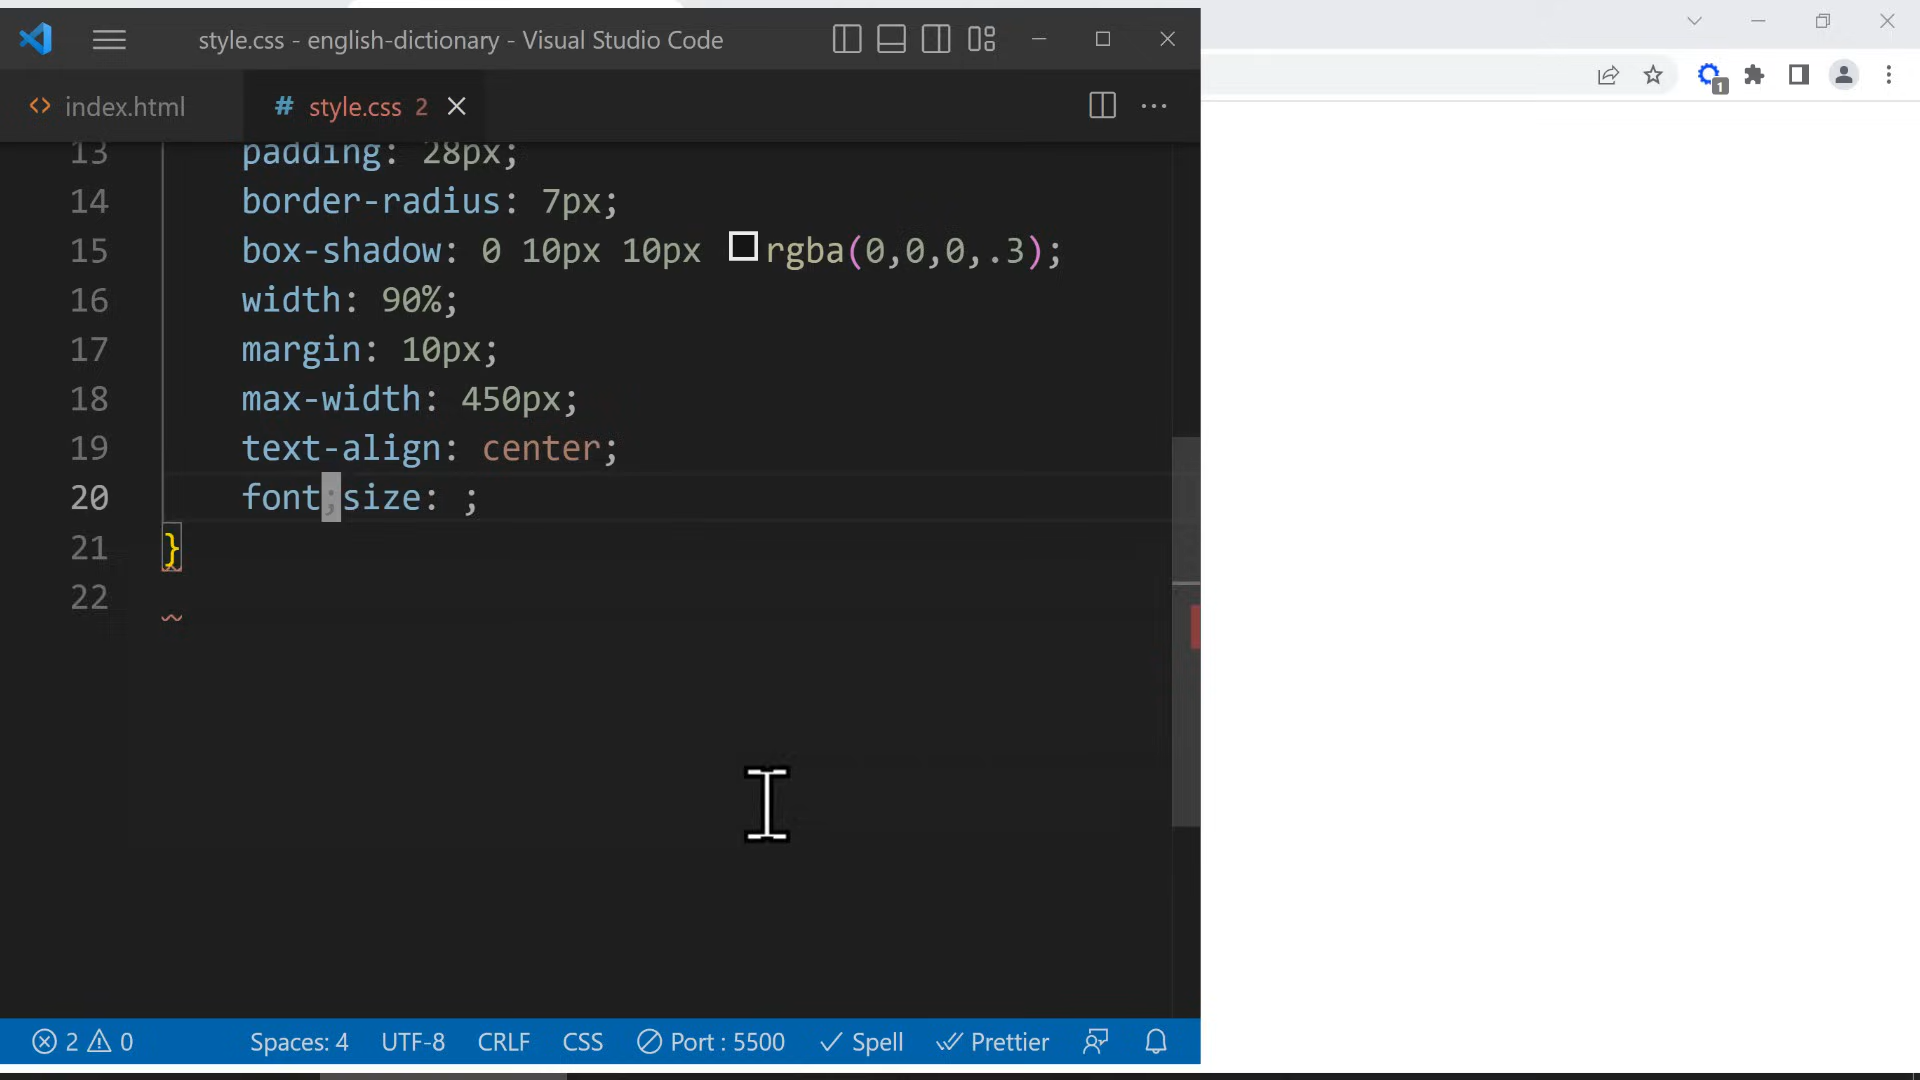 style.css - english-dictionary - Visual Studio Code
1
index.html
# style.css 2
13 padding: 28px;
14 border-radius: 7px;
15 box-shadow: 0 10px 10px rgba(0,0,0,.3);
16 width: 90%;
17 margin: 10px;
18 max-width: 450px;
19 text-align: center;
20 font;size: ;
21 }
22
2 0 Spaces: 4 UTF-8 CRLF CSS Port : 5500 Spell Prettier